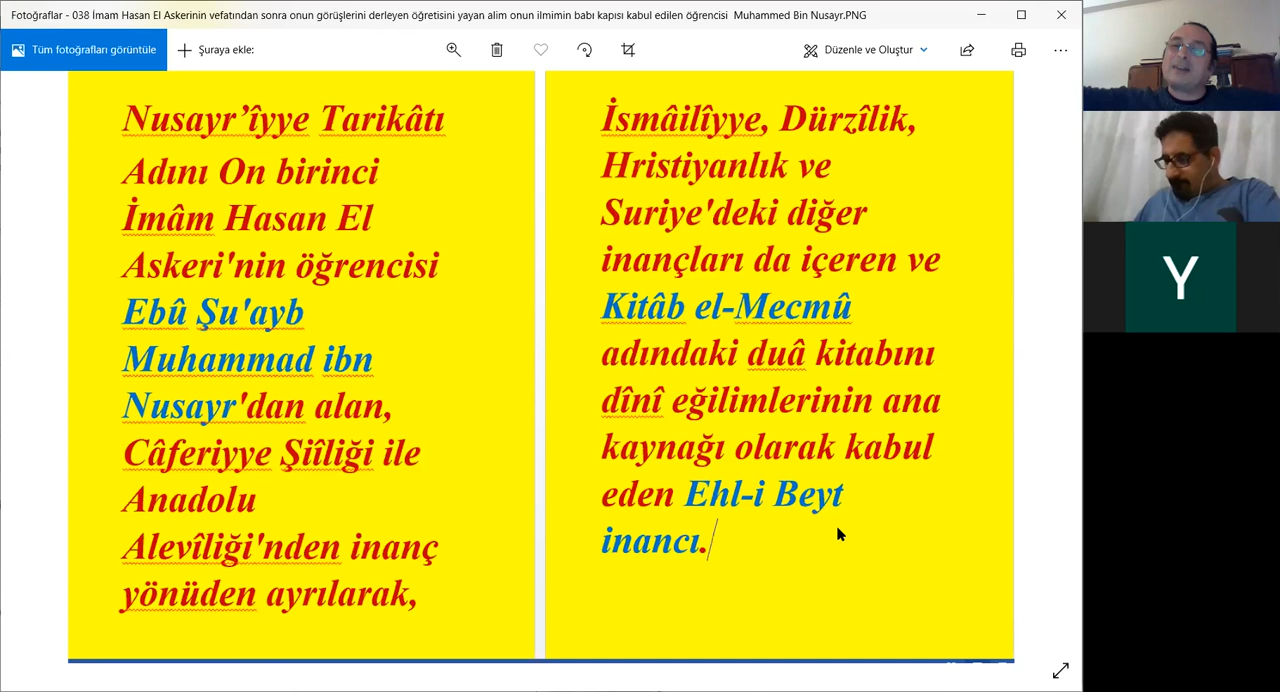 Fotoğraflar - 038 İmam Hasan El Askerinin vefatından sonra onun görüşlerini derleyen öğretisini yayan alim onun ilmimin babı kapısı kabul edilen öğrencisi  Muhammed Bin Nusayr.PNG
Tüm fotoğrafları görüntüle
Şuraya ekle:
Düzenle ve Oluştur
Nusayr’îyye Tarikâtı
Adını On birinci
İmâm Hasan El
Askeri'nin öğrencisi
Ebû Şu'ayb
Muhammad ibn
Nusayr'dan alan,
Câferiyye Şiîliği ile
Anadolu
Alevîliği'nden inanç
yönüden ayrılarak,
İsmâilîyye, Dürzîlik,
Hristiyanlık ve
Suriye'deki diğer
inançları da içeren ve
Kitâb el-Mecmû
adındaki duâ kitabını
dînî eğilimlerinin ana
kaynağı olarak kabul
eden Ehl-i Beyt
inancı.
Y